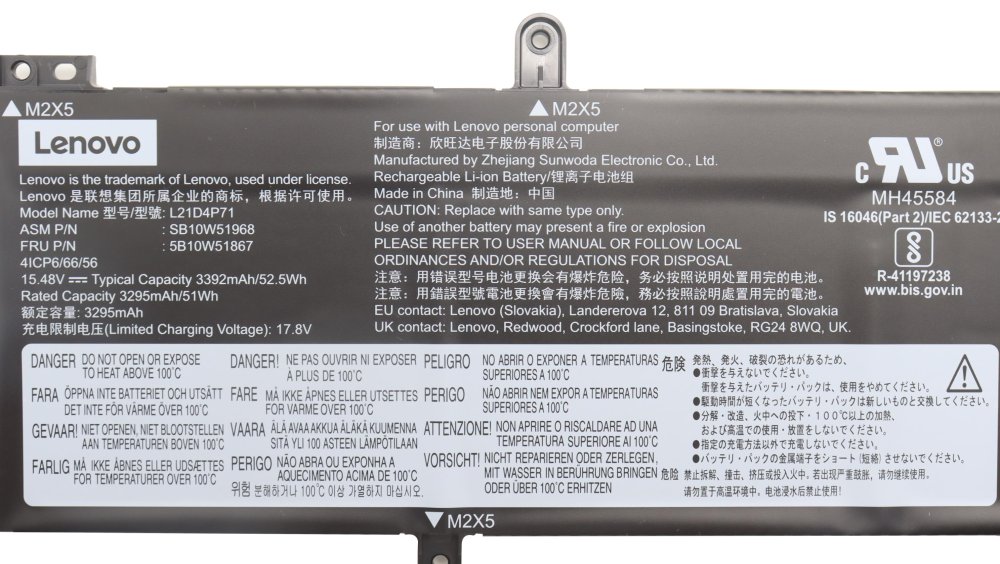 ▲ M2X5
▲ M2X5
Lenovo
Lenovo is the trademark of Lenovo, used under license.
Lenovo 是联想集团所属企业的商标，根据许可使用。
Model Name 型号/型號: L21D4P71
ASM P/N : SB10W51968
FRU P/N : 5B10W51867
4ICP6/66/56
15.48V⎓ Typical Capacity 3392mAh/52.5Wh
Rated Capacity 3295mAh/51Wh
额定容量: 3295mAh
充电限制电压(Limited Charging Voltage): 17.8V
For use with Lenovo personal computer
制造商：欣旺达电子股份有限公司
Manufactured by Zhejiang Sunwoda Electronic Co., Ltd.
Rechargeable Li-ion Battery/锂离子电池组
Made in China 制造地：中国
CAUTION: Replace with same type only.
Use of another battery may present a fire or explosion
PLEASE REFER TO USER MANUAL OR FOLLOW LOCAL
ORDINANCES AND/OR REGULATIONS FOR DISPOSAL
注意：用错误型号电池更换会有爆炸危险，务必按照说明处置用完的电池。
注意：用錯誤型號電池更換會有爆炸危險，務必按照說明處置用完的電池。
EU contact: Lenovo (Slovakia), Landererova 12, 811 09 Bratislava, Slovakia
UK contact: Lenovo, Redwood, Crockford lane, Basingstoke, RG24 8WQ, UK.
c RU® US
MH45584
IS 16046(Part 2)/IEC 62133-2
R-41197238
www.bis.gov.in
DANGER DO NOT OPEN OR EXPOSE
TO HEAT ABOVE 100°C
FARA ÖPPNA INTE BATTERIET OCH UTSÄTT
DET INTE FÖR VÄRME ÖVER 100°C
GEVAAR! NIET OPENEN, NIET BLOOTSTELLEN
AAN TEMPERATUREN BOVEN 100°C
FARLIG MÅ IKKE ÅBNES ELLER UDSÆTTES
FOR TEMPERATURER OVER 100°C
DANGER! NE PAS OUVRIR NI EXPOSER
À PLUS DE 100°C
FARE MÅ IKKE ÅPNES ELLER UTSETTES
FOR VARME OVER 100°C
VAARA ÄLÄ AVAA AKKUA ÄLÄKÄ KUUMENNA
SITÄ YLI 100 ASTEEN LÄMPÖTILAAN
PERIGO NÃO ABRA OU EXPONHA A
AQUECIMENTO ACIMA DE 100°C
위험 분해하거나 100°C 이상 가열하지 마십시오.
PELIGRO NO ABRIR O EXPONER A TEMPERATURAS
SUPERIORES A 100°C
PERIGO NÃO ABRIR NEM EXPOR A TEMPERATURAS
SUPERIORES A 100°C
ATTENZIONE! NON APRIRE O RISCALDARE AD UNA
TEMPERATURA SUPERIORE AI 100°C
VORSICHT! NICHT REPARIEREN ODER ZERLEGEN,
MIT WASSER IN BERÜHRUNG BRINGEN
ODER ÜBER 100°C ERHITZEN
危険 発熱、発火、破裂の恐れがあるため、
●衝撃を与えないでください。
衝撃を与えたバッテリ・パックは、使用をやめてください。
●駆動時間が短くなったバッテリ・パックは新しいものと交換してください。
●分解・改造、火中への投下・100℃以上の加熱、
および高温での使用・放置をしないでください。
●指定の充電方法以外で充電しないでください。
●バッテリ・パックの金属端子をショート(短絡)させないでください。
危险 禁止拆解、撞击、挤压或投入火中。若出现严重鼓胀，请勿继续使用。
请勿置于高温环境中。电池浸水后禁止使用!
▼ M2X5